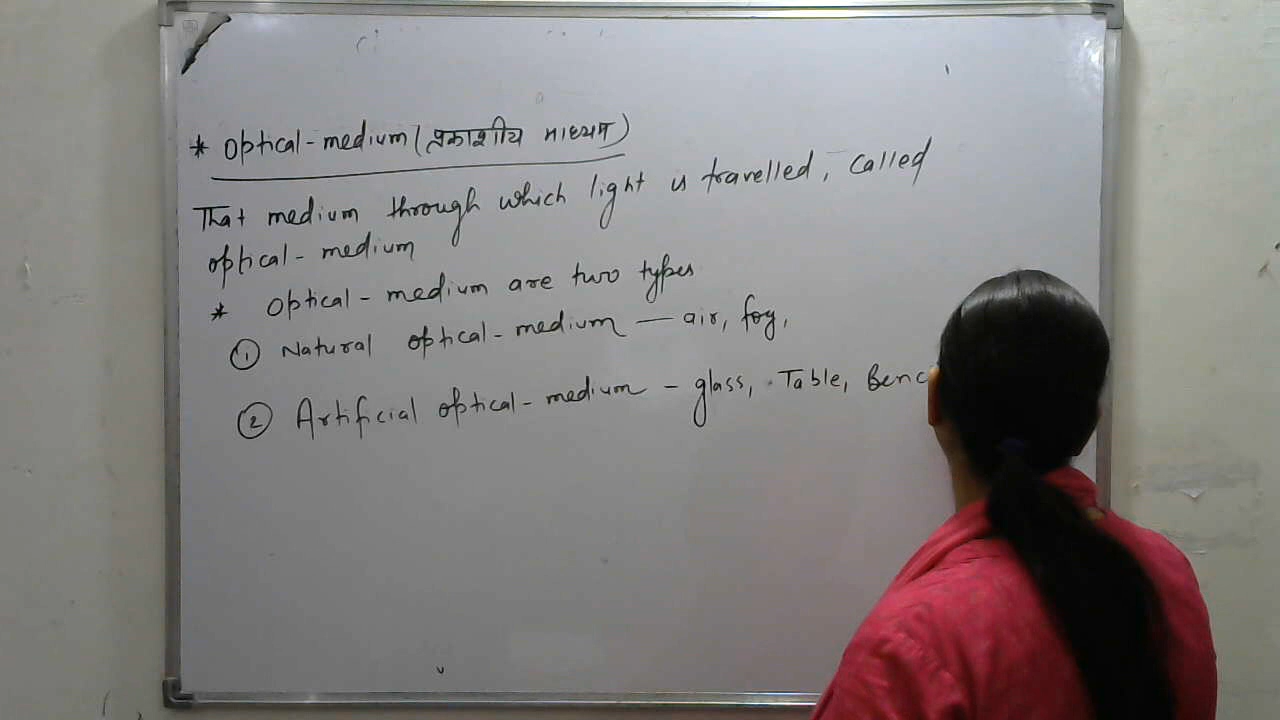 * Optical-medium (प्रकाशीय माध्यम)
That medium through which light is travelled, called
optical-medium
* Optical-medium are two types
① Natural optical-medium — air, fog,
② Artificial optical-medium - glass, Table, Benc